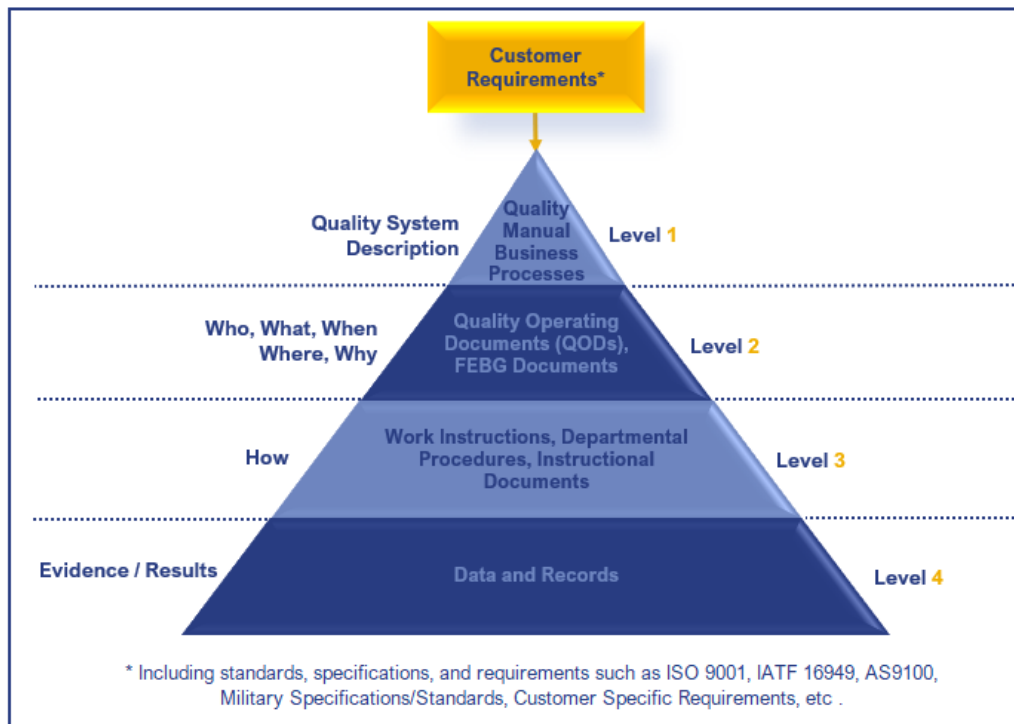 Customer
Requirements*
Quality System
Description
Quality
Manual
Business
Processes
Level 1
Who, What, When
Where, Why
Quality Operating
Documents (QODs),
FEBG Documents
Level 2
How
Work Instructions, Departmental
Procedures, Instructional
Documents
Level 3
Evidence / Results
Data and Records
Level 4
* Including standards, specifications, and requirements such as ISO 9001, IATF 16949, AS9100,
Military Specifications/Standards, Customer Specific Requirements, etc .